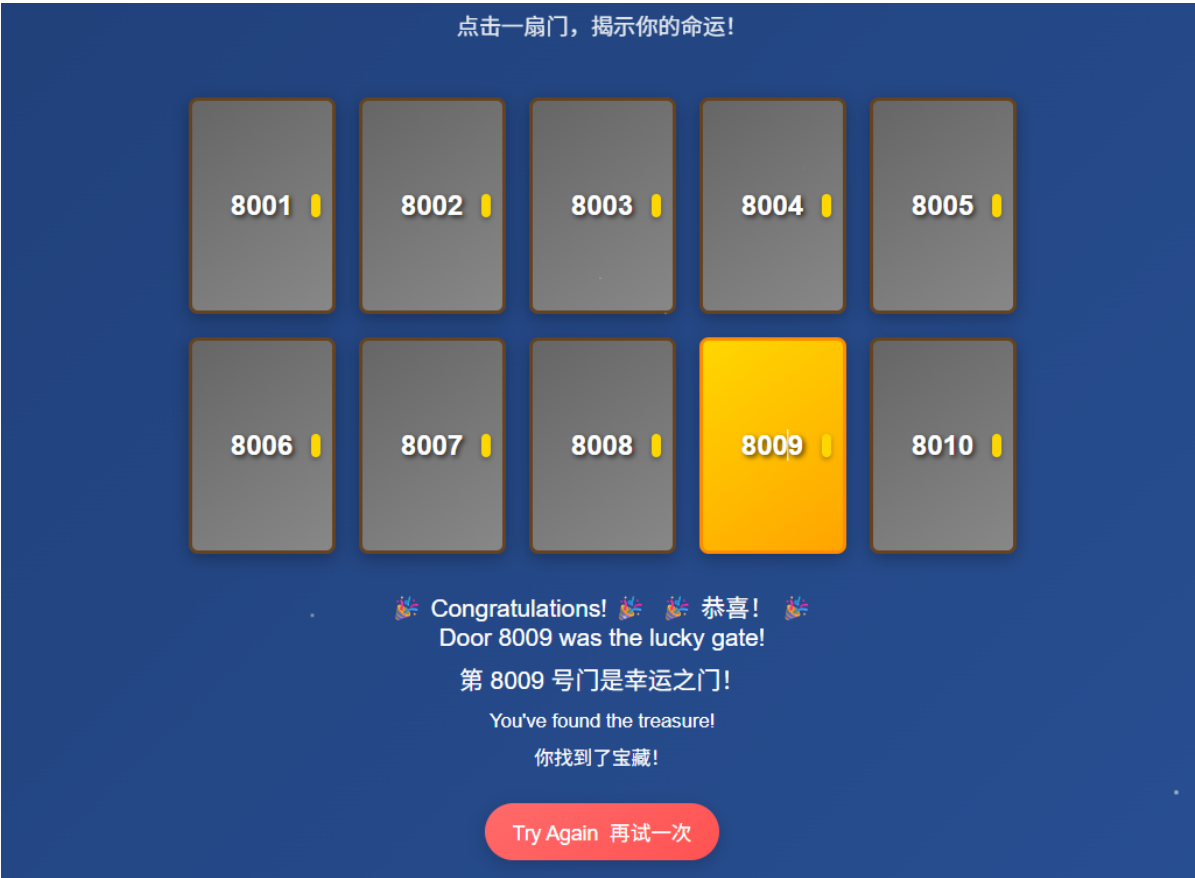 点击一扇门，揭示你的命运！
8001 8002 8003 8004 8005
8006 8007 8008 8009 8010
🎉 Congratulations! 🎉 🎉 恭喜！ 🎉
Door 8009 was the lucky gate!
第 8009 号门是幸运之门！
You've found the treasure!
你找到了宝藏！
Try Again 再试一次